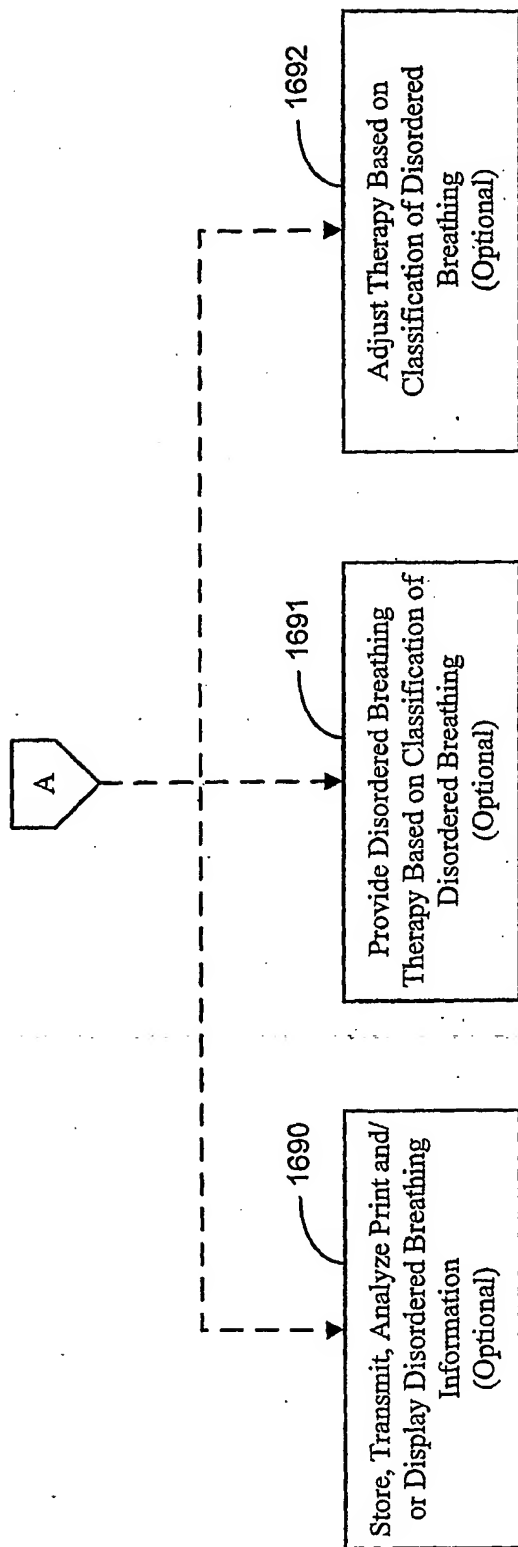 A
1690
Store, Transmit, Analyze Print and/
or Display Disordered Breathing
Information
(Optional)
1691
Provide Disordered Breathing
Therapy Based on Classification of
Disordered Breathing
(Optional)
1692
Adjust Therapy Based on
Classification of Disordered
Breathing
(Optional)